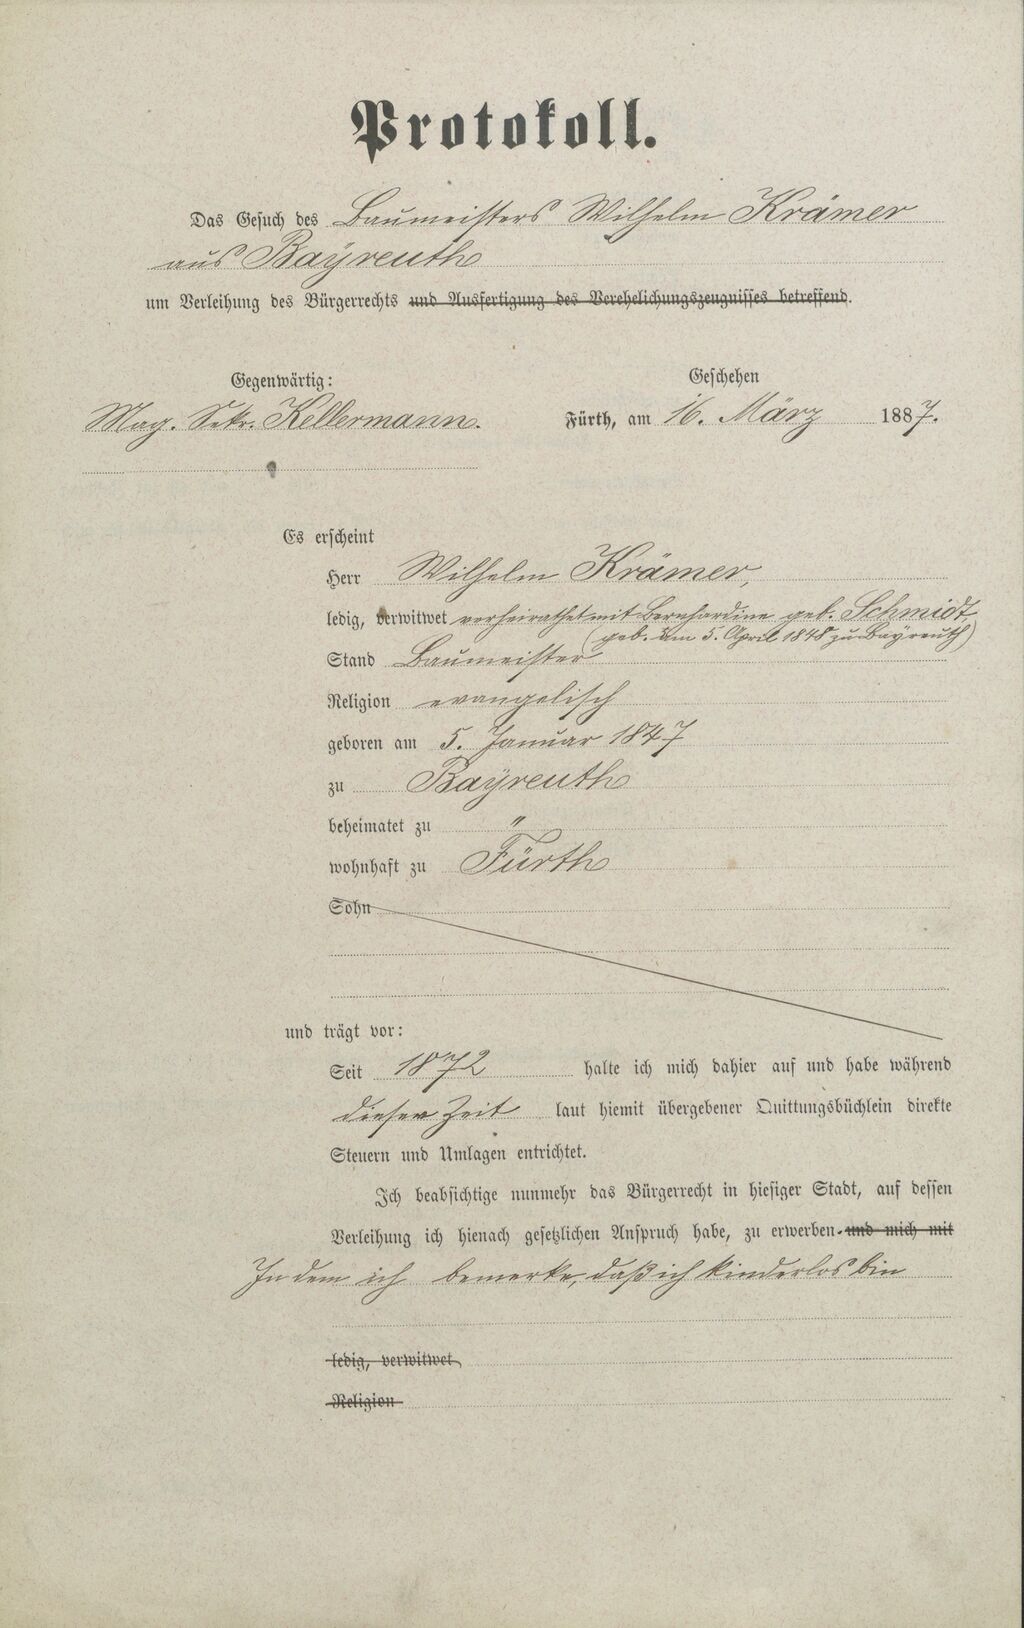 Protokoll.
Das Gesuch des Baumeisters Wilhelm Krämer
aus Bayreuth
um Verleihung des Bürgerrechts und Ausfertigung des Verehelichungszeugnisses betreffend.
Gegenwärtig:
Mag. Sekr. Kellermann.
Geschehen
Fürth, am 16. März 1887.
Es erscheint
Herr Wilhelm Krämer,
ledig, verwitwet verheirathet mit Bernhardine geb. Schmidt,
(geb. am 5. April 1848 zu Bayreuth)
Stand Baumeister
Religion evangelisch
geboren am 5. Januar 1847
zu Bayreuth
beheimatet zu "
wohnhaft zu Fürth
Sohn
und trägt vor:
Seit 1872 halte ich mich dahier auf und habe während
dieser Zeit laut hiemit übergebener Quittungsbüchlein direkte
Steuern und Umlagen entrichtet.
Ich beabsichtige nunmehr das Bürgerrecht in hiesiger Stadt, auf dessen
Verleihung ich hienach gesetzlichen Anspruch habe, zu erwerben und mich mit
In dem ich bemerke, daß ich kinderlos bin
ledig, verwitwet,
Religion